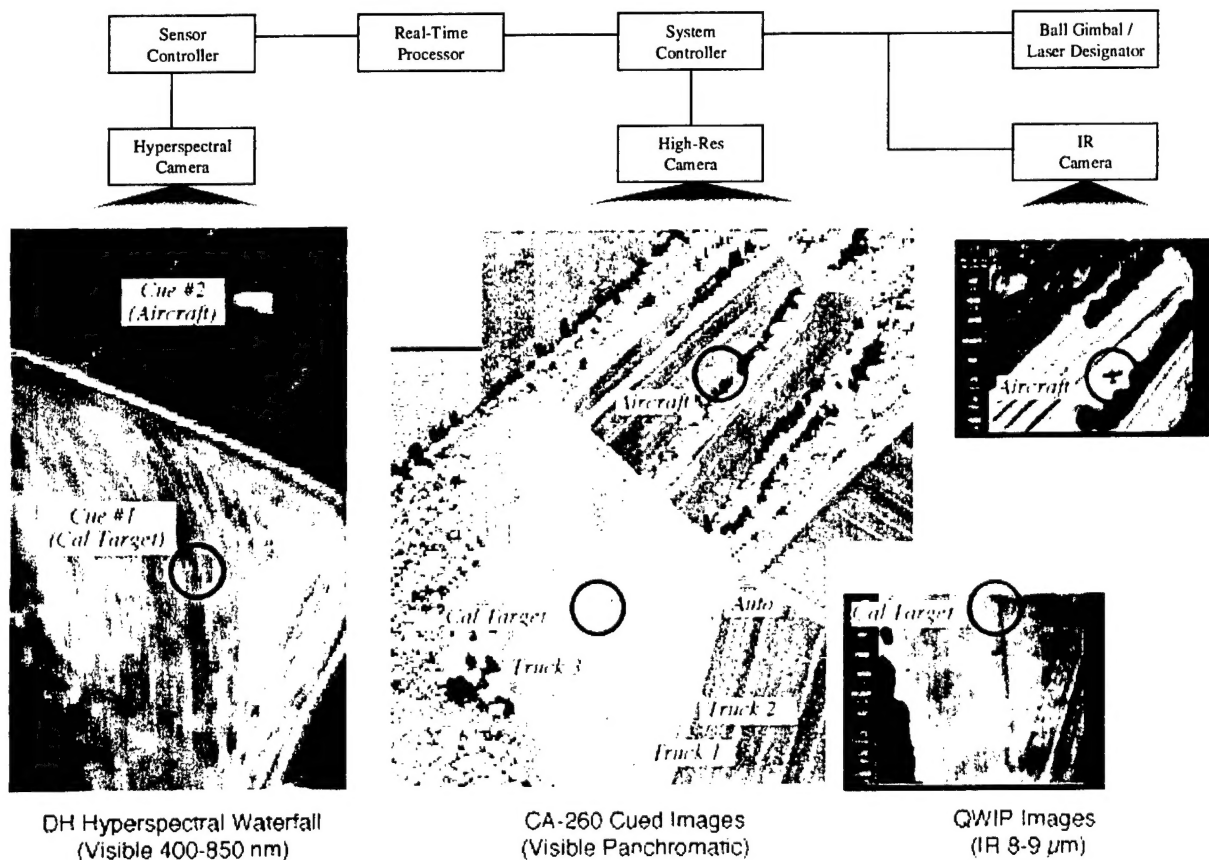 Sensor
Controller
Real-Time
Processor
System
Controller
Ball Gimbal /
Laser Designator
Hyperspectral
Camera
High-Res
Camera
IR
Camera
Cue #2
(Aircraft)
Aircraft
Aircraft
Cue #1
(Cal Target)
Cal Target
Auto
Truck 3
Truck 2
Truck 1
Cal Target
DH Hyperspectral Waterfall
(Visible 400-850 nm)
CA-260 Cued Images
(Visible Panchromatic)
QWIP Images
(IR 8-9 µm)